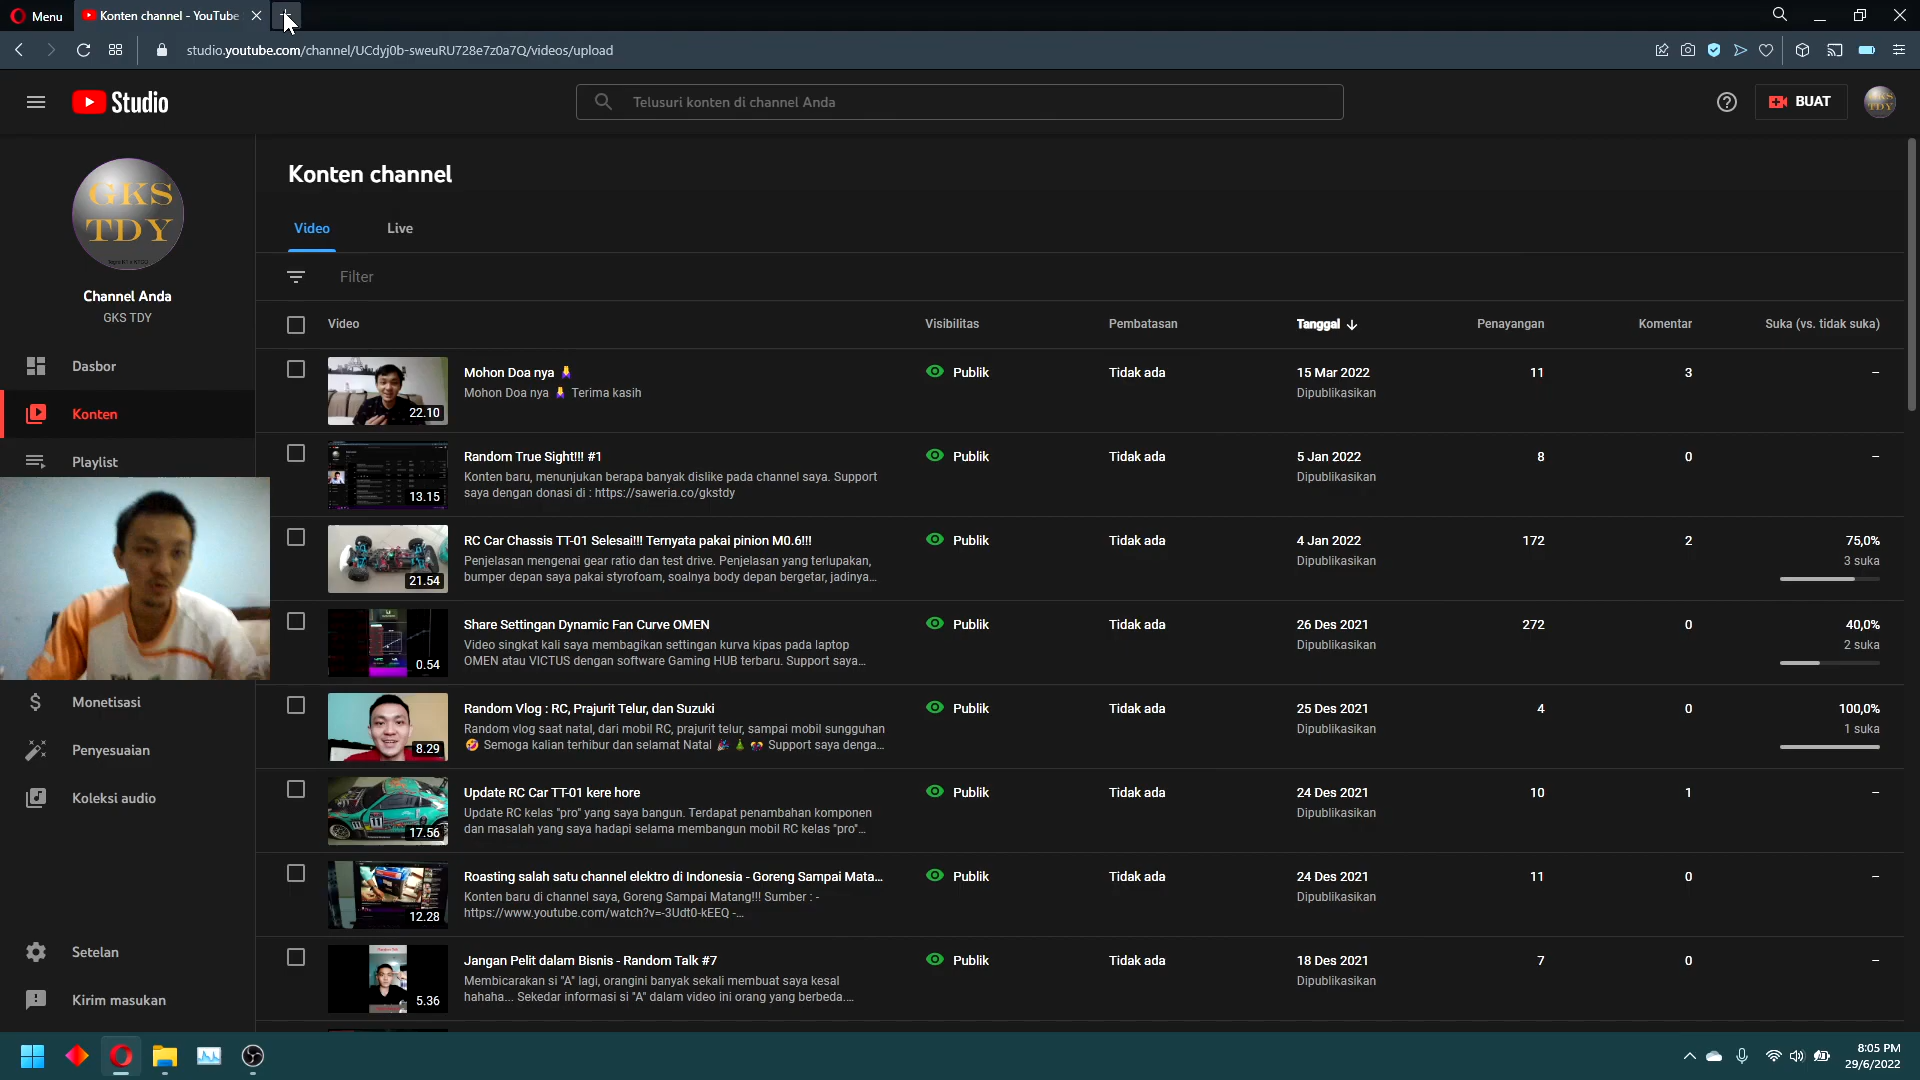 Menu
Konten channel - YouTube
studio.youtube.com/channel/UCdyj0b-sweuRU728e7z0a7Q/videos/upload
Studio
Telusuri konten di channel Anda
BUAT
GKS
TDY
Channel Anda
GKS TDY
Dasbor
Konten
Playlist
Monetisasi
Penyesuaian
Koleksi audio
Setelan
Kirim masukan
Konten channel
Video Live
Filter
Video Visibilitas Pembatasan Tanggal Penayangan Komentar Suka (vs. tidak suka)
22.10
Mohon Doa nya 🧘‍♀️ Publik Tidak ada 15 Mar 2022 11 3 –
Mohon Doa nya 🧘‍♀️ Terima kasih Dipublikasikan
13.15
Random True Sight!!! #1 Publik Tidak ada 5 Jan 2022 8 0 –
Konten baru, menunjukan berapa banyak dislike pada channel saya. Support Dipublikasikan
saya dengan donasi di : https://saweria.co/gkstdy
21.54
RC Car Chassis TT-01 Selesai!!! Ternyata pakai pinion M0.6!!! Publik Tidak ada 4 Jan 2022 172 2 75,0%
Penjelasan mengenai gear ratio dan test drive. Penjelasan yang terlupakan, Dipublikasikan 3 suka
bumper depan saya pakai styrofoam, soalnya body depan bergetar, jadinya...
0.54
Share Settingan Dynamic Fan Curve OMEN Publik Tidak ada 26 Des 2021 272 0 40,0%
Video singkat kali saya membagikan settingan kurva kipas pada laptop Dipublikasikan 2 suka
OMEN atau VICTUS dengan software Gaming HUB terbaru. Support saya...
8.29
Random Vlog : RC, Prajurit Telur, dan Suzuki Publik Tidak ada 25 Des 2021 4 0 100,0%
Random vlog saat natal, dari mobil RC, prajurit telur, sampai mobil sungguhan Dipublikasikan 1 suka
🤣 Semoga kalian terhibur dan selamat Natal 🎉 🎄 🎊 Support saya denga...
17.56
Update RC Car TT-01 kere hore Publik Tidak ada 24 Des 2021 10 1 –
Update RC kelas "pro" yang saya bangun. Terdapat penambahan komponen Dipublikasikan
dan masalah yang saya hadapi selama membangun mobil RC kelas "pro"...
12.28
Roasting salah satu channel elektro di Indonesia - Goreng Sampai Mata... Publik Tidak ada 24 Des 2021 11 0 –
Konten baru di channel saya, Goreng Sampai Matang!!! Sumber : - Dipublikasikan
https://www.youtube.com/watch?v=-3Udt0-kEEQ -...
5.36
Jangan Pelit dalam Bisnis - Random Talk #7 Publik Tidak ada 18 Des 2021 7 0 –
Membicarakan si "A" lagi, orangini banyak sekali membuat saya kesal Dipublikasikan
hahaha... Sekedar informasi si "A" dalam video ini orang yang berbeda....
8:05 PM
29/6/2022